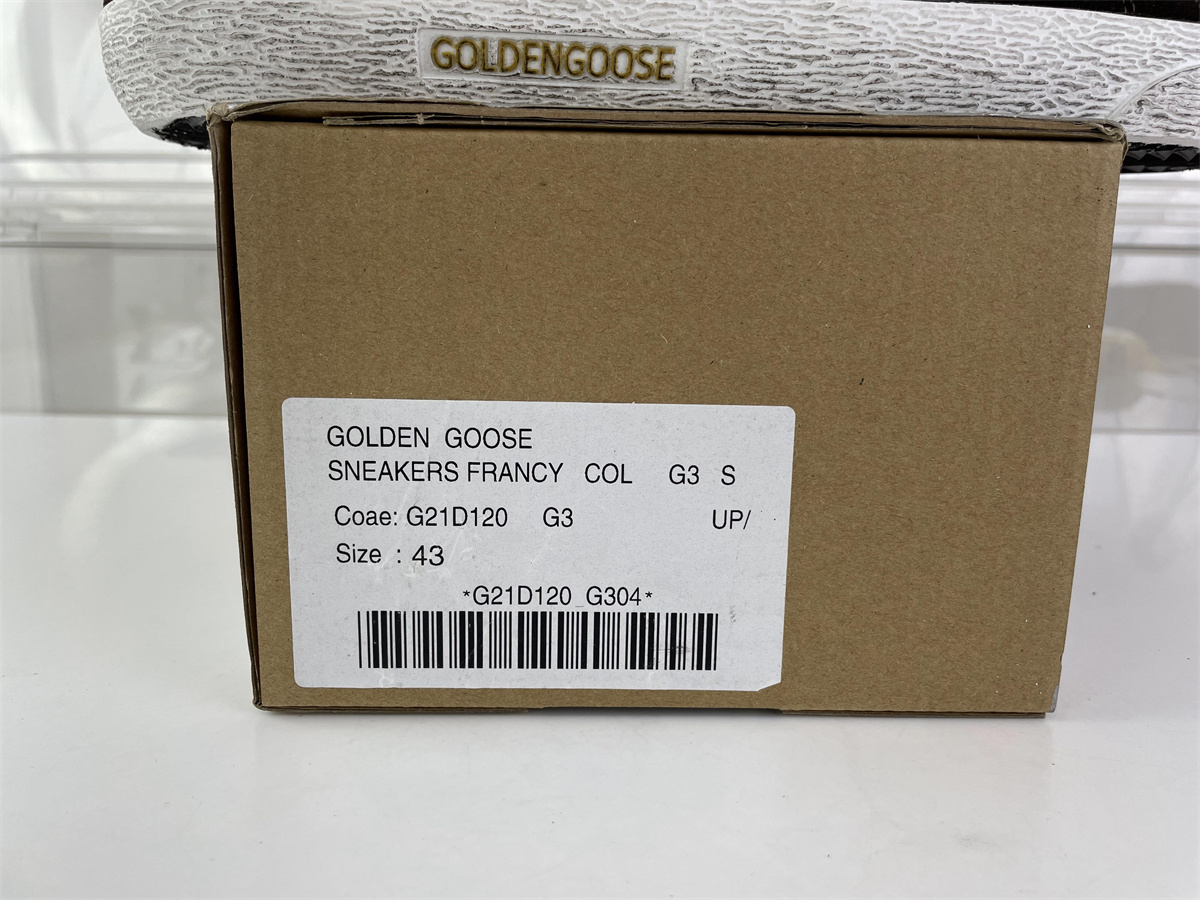 GOLDENGOOSE
GOLDEN GOOSE
SNEAKERS FRANCY COL G3 S
Coae: G21D120 G3 UP/
Size : 43
*G21D120_G304*